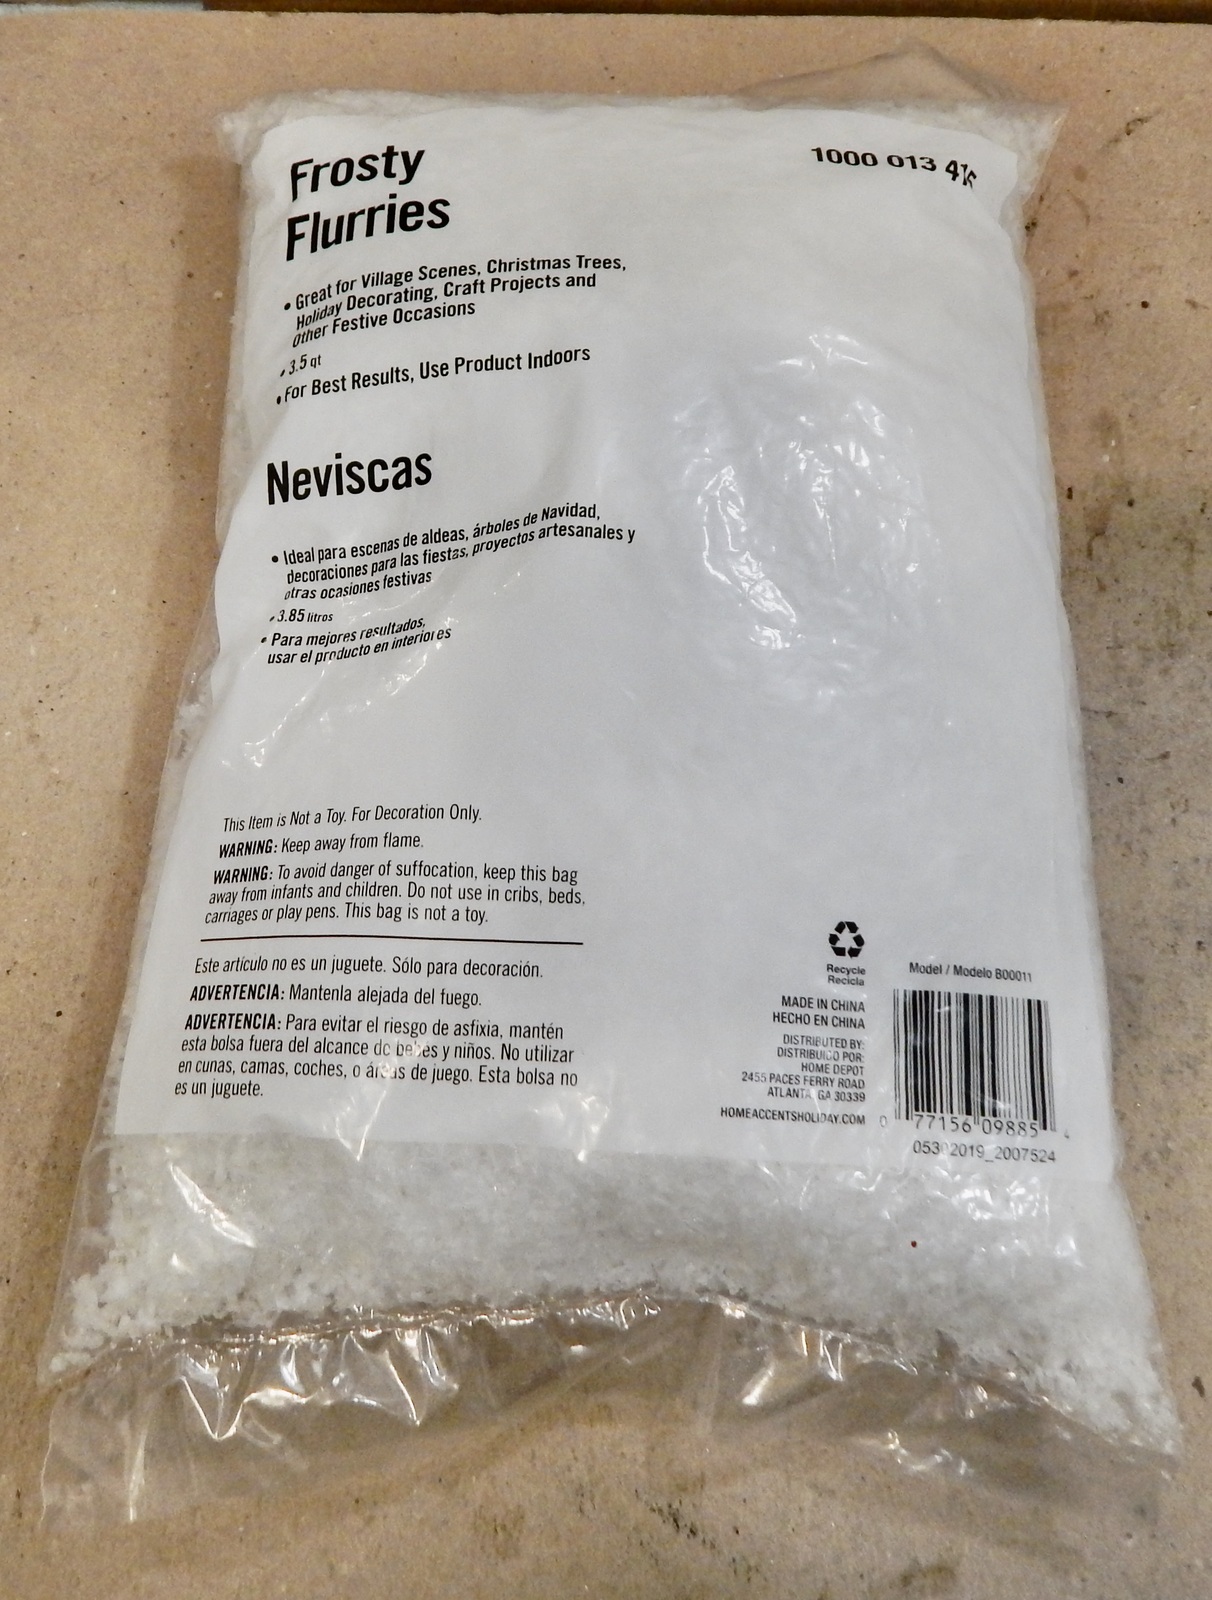 Frosty
Flurries
1000 013
• Great for Village Scenes, Christmas Trees,
Holiday Decorating, Craft Projects and
Other Festive Occasions
• 3.5 qt
• For Best Results, Use Product Indoors
Neviscas
• Ideal para escenas de aldeas, árboles de Navidad,
decoraciones para las fiestas, proyectos artesanales y
otras ocasiones festivas
• 3.85 litros
• Para mejores resultados,
usar el producto en interiores
This Item is Not a Toy. For Decoration Only.
WARNING: Keep away from flame.
WARNING: To avoid danger of suffocation, keep this bag
away from infants and children. Do not use in cribs, beds,
carriages or play pens. This bag is not a toy.
Este artículo no es un juguete. Sólo para decoración.
ADVERTENCIA: Mantenla alejada del fuego.
ADVERTENCIA: Para evitar el riesgo de asfixia, mantén
esta bolsa fuera del alcance de bebes y niños. No utilizar
en cunas, camas, coches, o áreas de juego. Esta bolsa no
es un juguete.
Recycle
Recicla
MADE IN CHINA
HECHO EN CHINA
DISTRIBUTED BY:
DISTRIBUIDO POR:
HOME DEPOT
2455 PACES FERRY ROAD
ATLANTA, GA 30339
HOMEACCENTSHOLIDAY.COM
Model / Modelo B00011
0 77156 09885 4
05302019_2007524